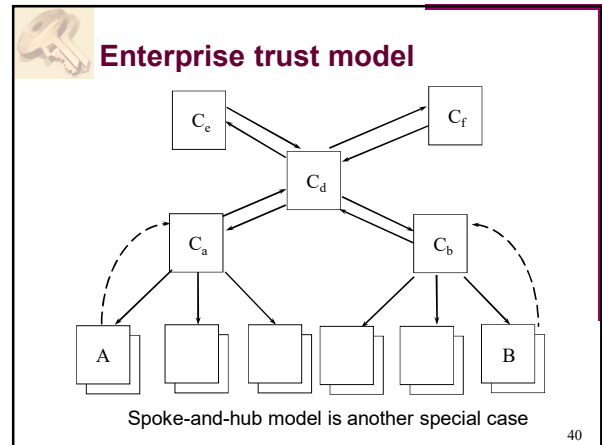 Enterprise trust model
Ce
Cf
Cd
Ca
Cb
A
B
Spoke-and-hub model is another special case
40